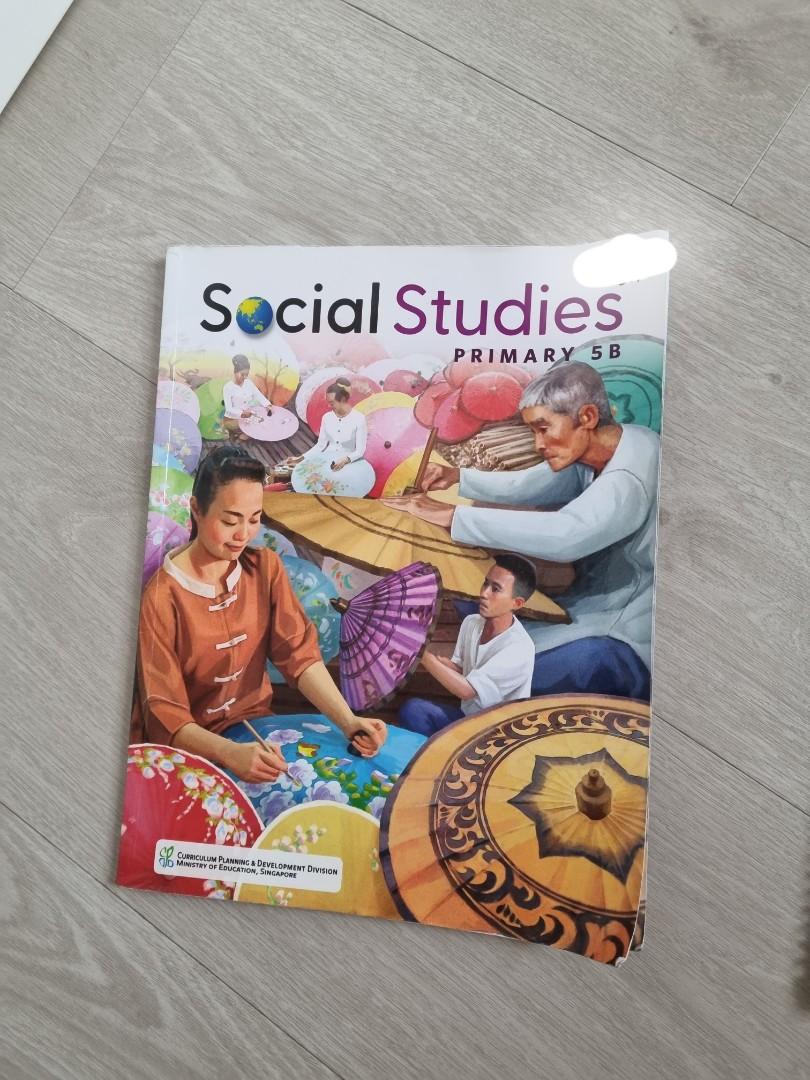 Social Studies
PRIMARY 5B
CURRICULUM PLANNING & DEVELOPMENT DIVISION
MINISTRY OF EDUCATION, SINGAPORE